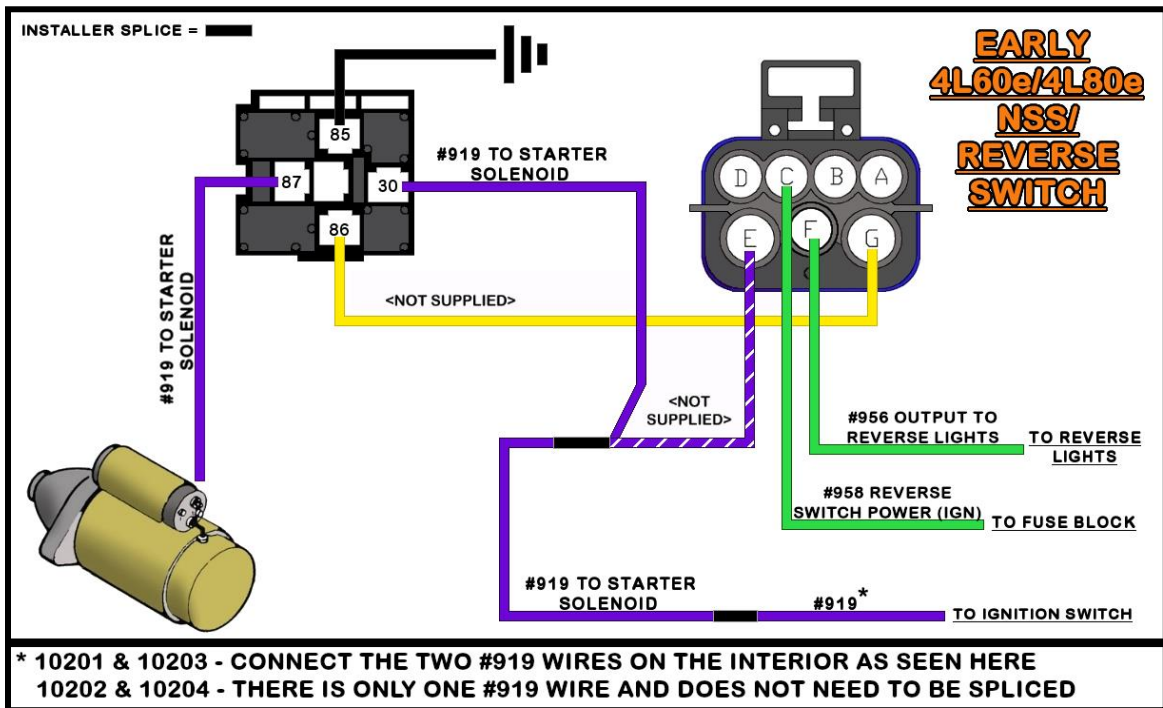 INSTALLER SPLICE =
EARLY
4L60e/4L80e
NSS/
REVERSE
SWITCH
85
87
30
86
#919 TO STARTER
SOLENOID
D
C
B
A
E
F
G
#919 TO STARTER
SOLENOID
<NOT SUPPLIED>
<NOT
SUPPLIED>
#956 OUTPUT TO
REVERSE LIGHTS
TO REVERSE
LIGHTS
#958 REVERSE
SWITCH POWER (IGN)
TO FUSE BLOCK
#919 TO STARTER
SOLENOID
#919*
TO IGNITION SWITCH
* 10201 & 10203 - CONNECT THE TWO #919 WIRES ON THE INTERIOR AS SEEN HERE
10202 & 10204 - THERE IS ONLY ONE #919 WIRE AND DOES NOT NEED TO BE SPLICED